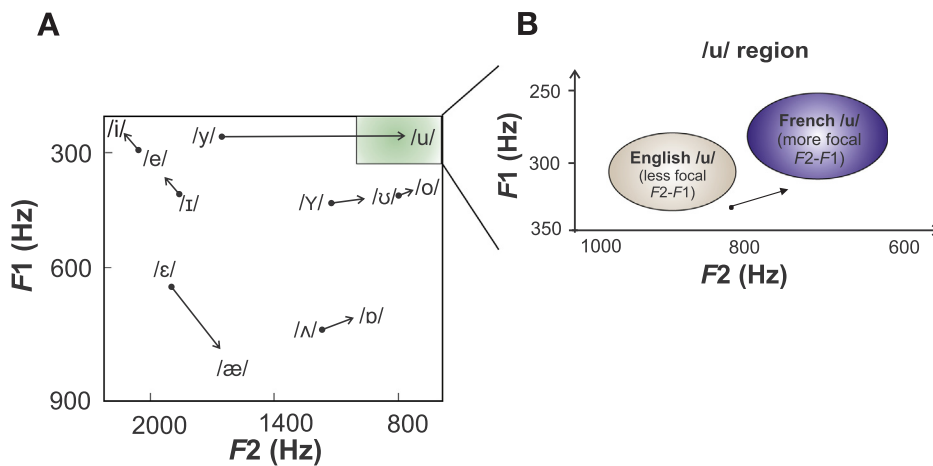 A
B
/u/ region
250
300
350
F1 (Hz)
English /u/
(less focal
F2-F1)
French /u/
(more focal
F2-F1)
1000
800
600
F2 (Hz)
/i/
/y/
/u/
/e/
/ɪ/
/Y/
/ʊ/
/o/
/ɛ/
/ʌ/
/ɒ/
/æ/
300
600
900
F1 (Hz)
2000
1400
800
F2 (Hz)